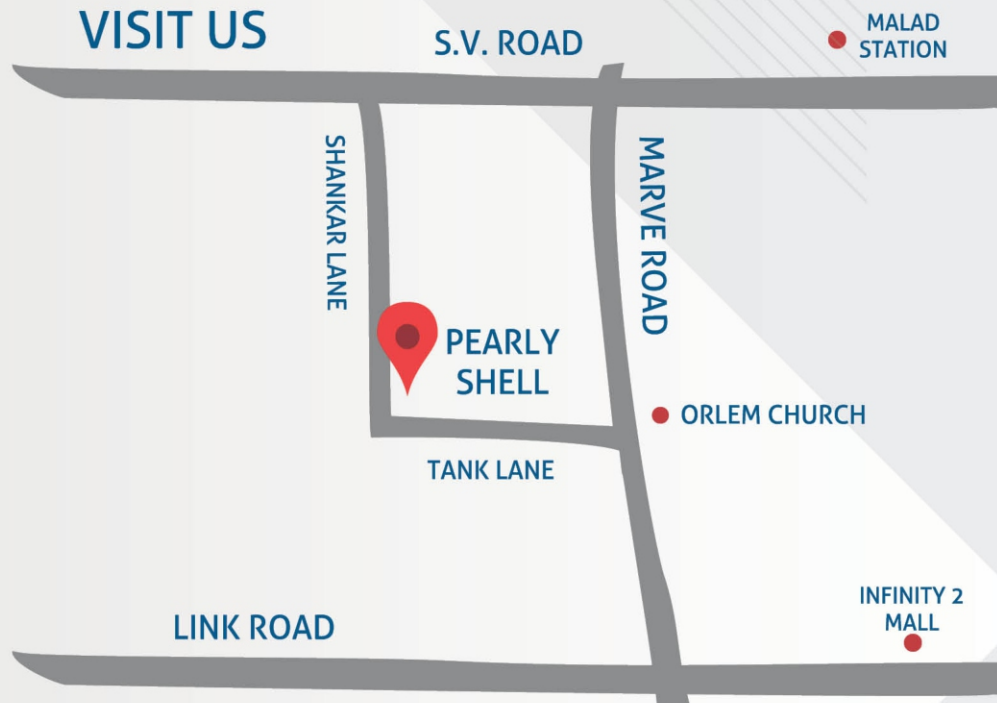 VISIT US
S.V. ROAD
MALAD
STATION
SHANKAR LANE
MARVE ROAD
PEARLY
SHELL
ORLEM CHURCH
TANK LANE
INFINITY 2
MALL
LINK ROAD